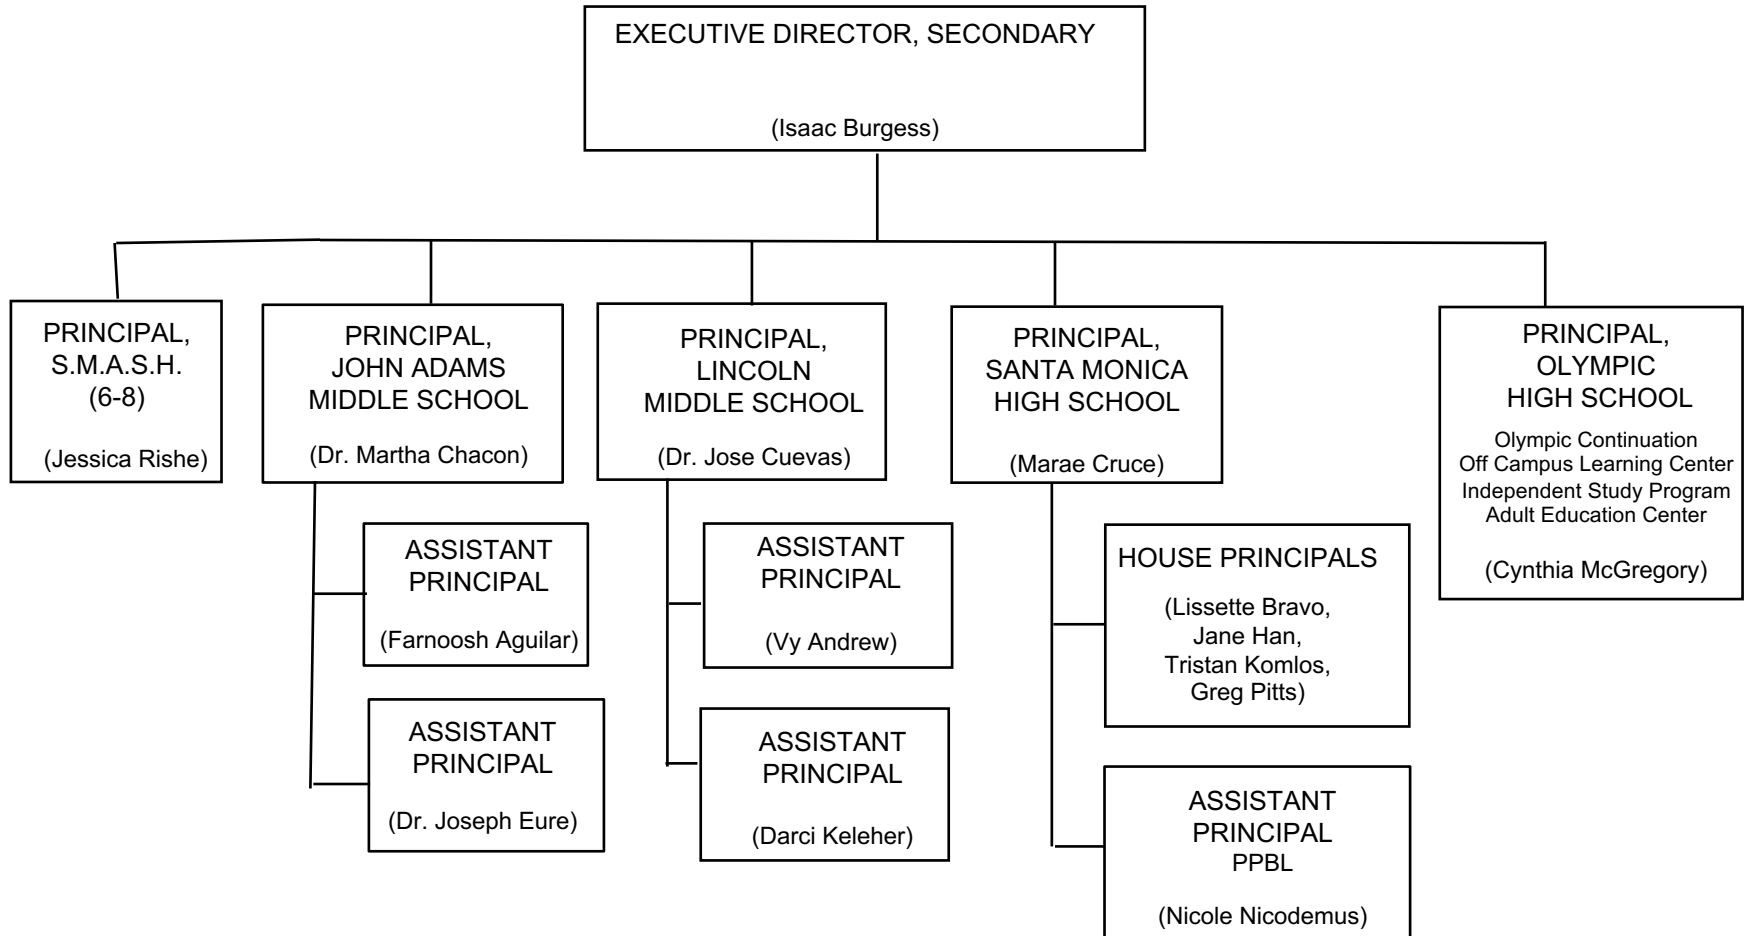 EXECUTIVE DIRECTOR, SECONDARY
(Isaac Burgess)
PRINCIPAL,
S.M.A.S.H.
(6-8)
(Jessica Rishe)
PRINCIPAL,
JOHN ADAMS
MIDDLE SCHOOL
(Dr. Martha Chacon)
PRINCIPAL,
LINCOLN
MIDDLE SCHOOL
(Dr. Jose Cuevas)
PRINCIPAL,
SANTA MONICA
HIGH SCHOOL
(Marae Cruce)
PRINCIPAL,
OLYMPIC
HIGH SCHOOL
Olympic Continuation
Off Campus Learning Center
Independent Study Program
Adult Education Center
(Cynthia McGregory)
ASSISTANT
PRINCIPAL
(Farnoosh Aguilar)
ASSISTANT
PRINCIPAL
(Vy Andrew)
HOUSE PRINCIPALS
(Lissette Bravo,
Jane Han,
Tristan Komlos,
Greg Pitts)
ASSISTANT
PRINCIPAL
(Dr. Joseph Eure)
ASSISTANT
PRINCIPAL
(Darci Keleher)
ASSISTANT
PRINCIPAL
PPBL
(Nicole Nicodemus)